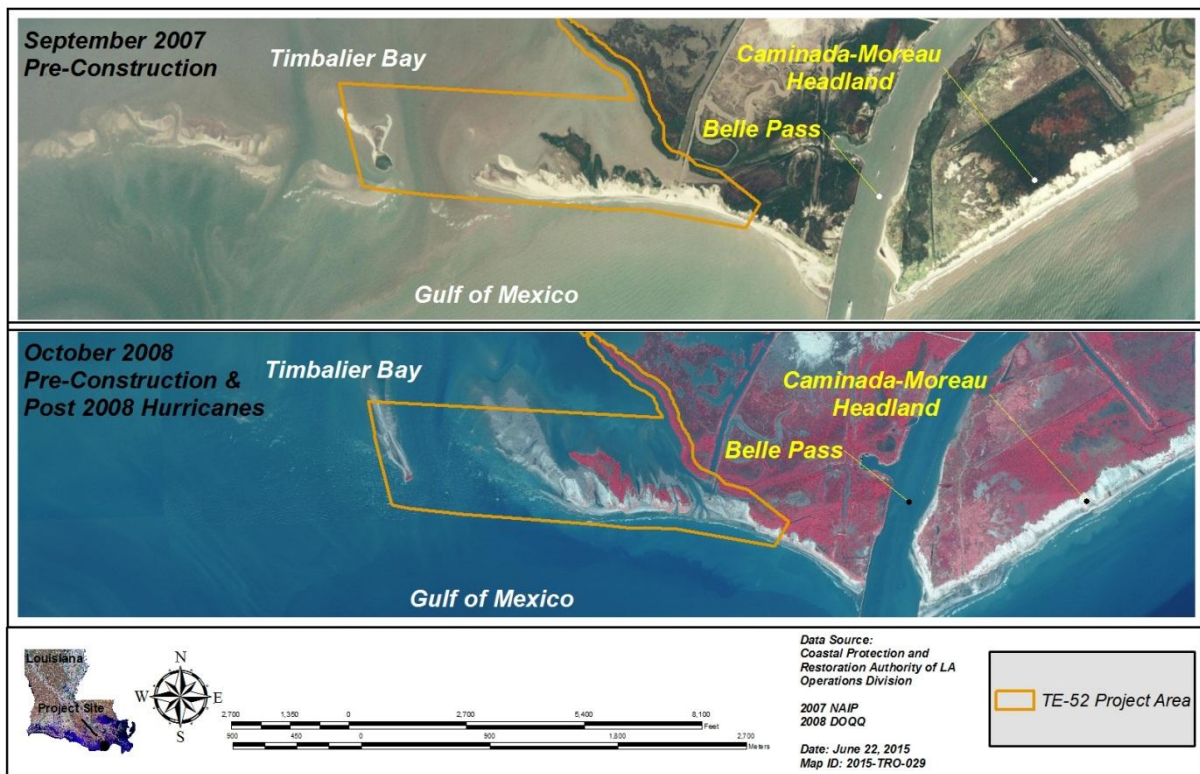 September 2007
Pre-Construction
Timbalier Bay
Caminada-Moreau
Headland
Belle Pass
Gulf of Mexico
October 2008
Pre-Construction &
Post 2008 Hurricanes
Timbalier Bay
Caminada-Moreau
Headland
Belle Pass
Gulf of Mexico
Louisiana
Project Site
N
W E
S
2,700 1,350 0 2,700 5,400 8,100
Feet
900 450 0 900 1,800 2,700
Meters
Data Source:
Coastal Protection and
Restoration Authority of LA
Operations Division
2007 NAIP
2008 DOQQ
Date: June 22, 2015
Map ID: 2015-TRO-029
TE-52 Project Area